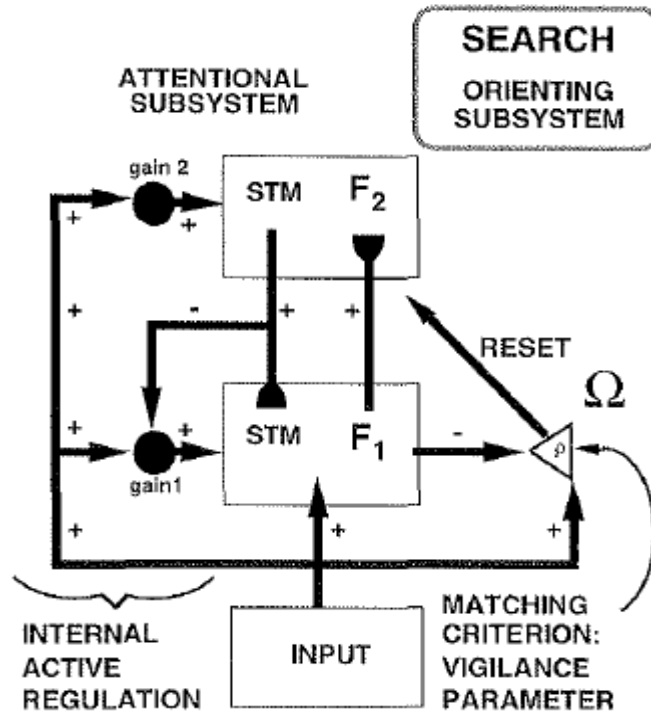 SEARCH
ORIENTING
SUBSYSTEM
ATTENTIONAL
SUBSYSTEM
gain 2
STM
F2
+
+
+
-
+
+
RESET
Ω
+
+
STM
F1
-
ρ
gain1
+
+
+
INTERNAL
ACTIVE
REGULATION
INPUT
MATCHING
CRITERION:
VIGILANCE
PARAMETER